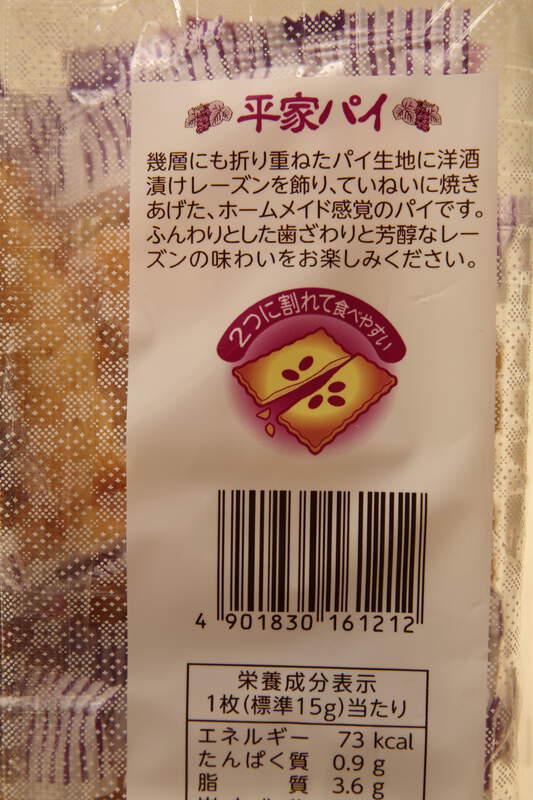 平家パイ
幾層にも折り重ねたパイ生地に洋酒
漬けレーズンを飾り、ていねいに焼き
あげた、ホームメイド感覚のパイです。
ふんわりとした歯ざわりと芳醇なレー
ズンの味わいをお楽しみください。
2つに割れて食べやすい
4 901830 161212
栄養成分表示
1枚(標準15g)当たり
エネルギー 73 kcal
たんぱく質 0.9 g
脂質 3.6 g